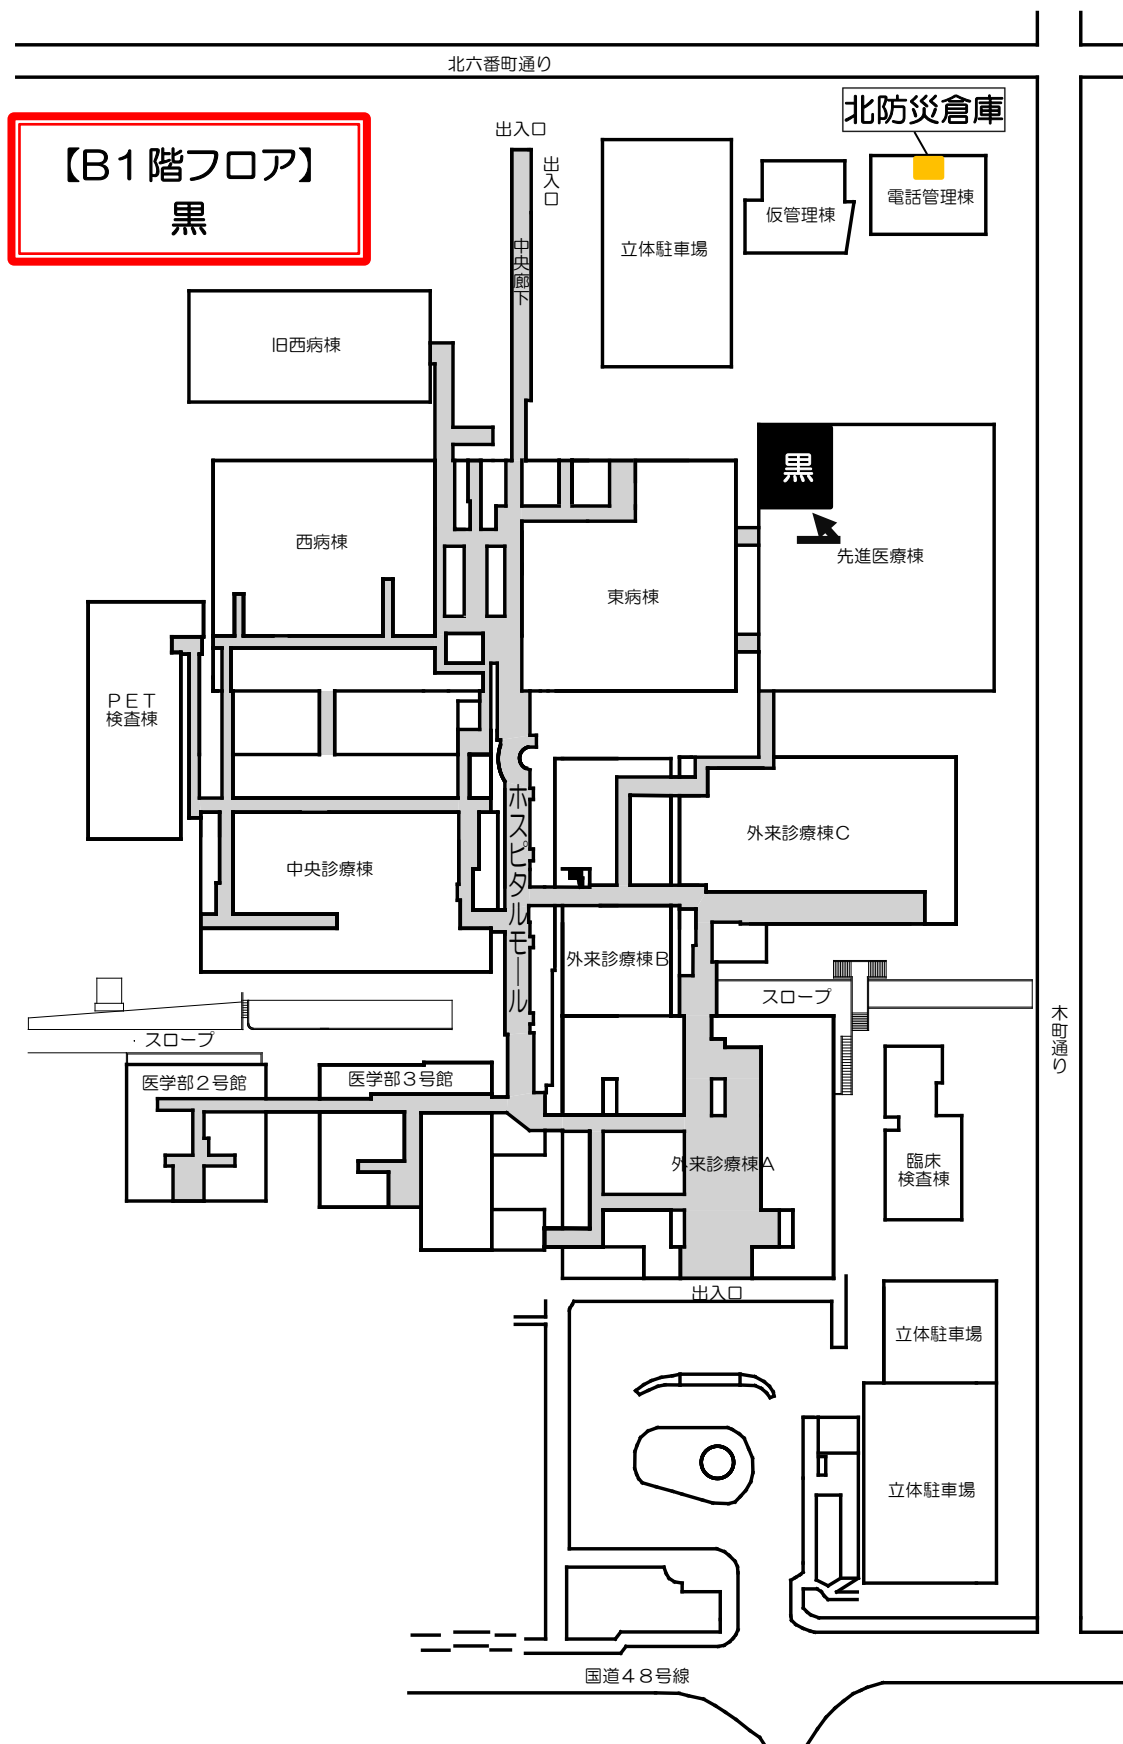 北六番町通り
北防災倉庫
【B1階フロア】
黒
出入口
出入口
中央廊下
立体駐車場
仮管理棟
電話管理棟
旧西病棟
黒
西病棟
東病棟
先進医療棟
PET
検査棟
ホスピタルモール
外来診療棟C
中央診療棟
外来診療棟B
スロープ
木町通り
・スロープ
医学部2号館
医学部3号館
外来診療棟A
臨床
検査棟
出入口
立体駐車場
立体駐車場
国道48号線